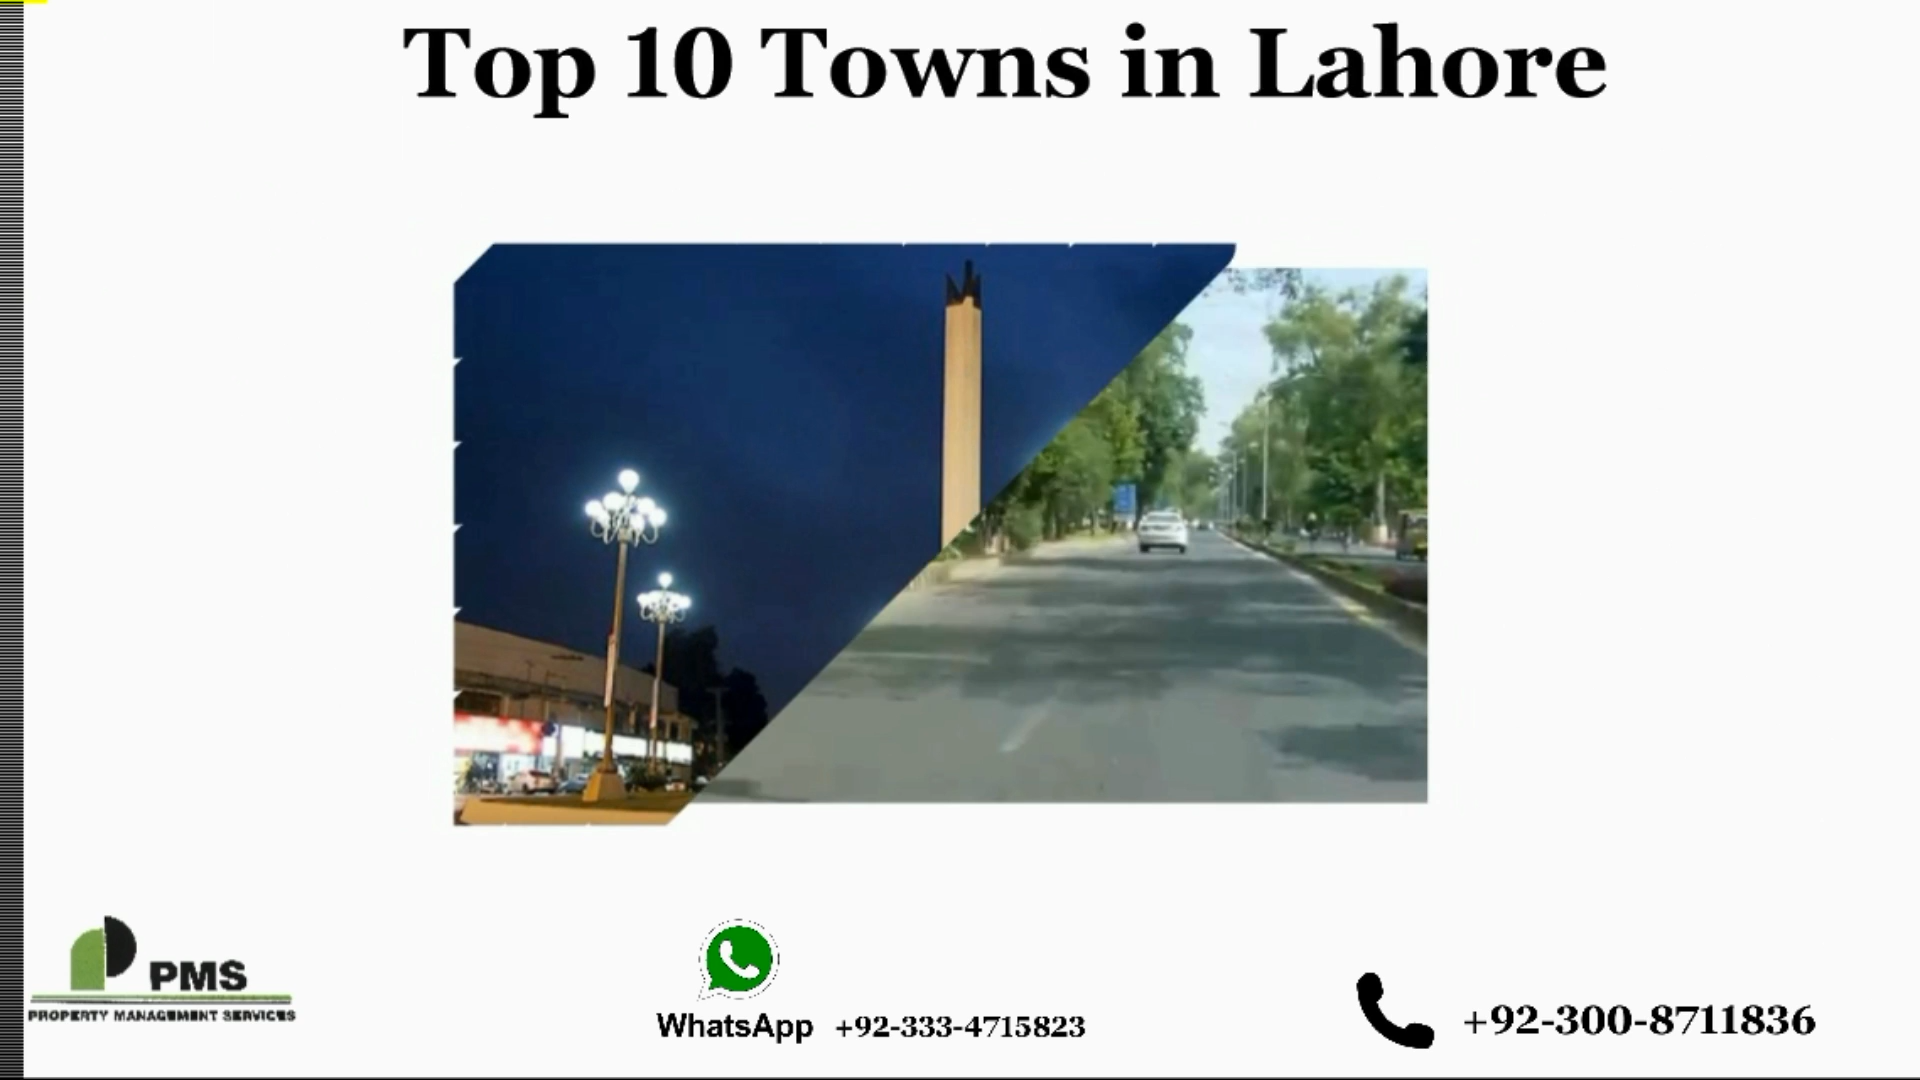 Top 10 Towns in Lahore
PMS
PROPERTY MANAGEMENT SERVICES
WhatsApp +92-333-4715823
+92-300-8711836